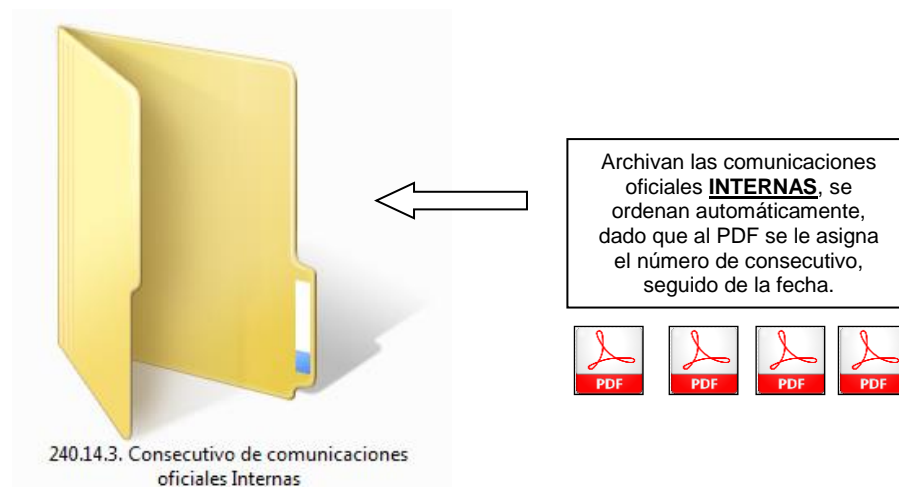 Archivan las comunicaciones
oficiales INTERNAS, se
ordenan automáticamente,
dado que al PDF se le asigna
el número de consecutivo,
seguido de la fecha.
PDF
PDF
PDF
PDF
240.14.3. Consecutivo de comunicaciones
oficiales Internas